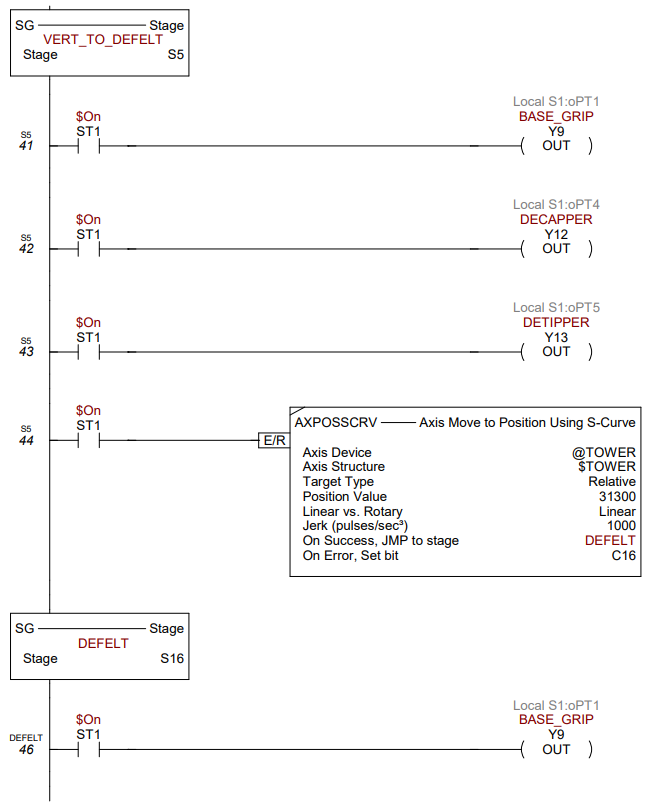 SG Stage
VERT_TO_DEFELT
Stage S5
Local S1:oPT1
$On BASE_GRIP
S5 ST1 Y9
41 OUT
Local S1:oPT4
$On DECAPPER
S5 ST1 Y12
42 OUT
Local S1:oPT5
$On DETIPPER
S5 ST1 Y13
43 OUT
$On
S5 ST1
44 E/R
AXPOSSCRV Axis Move to Position Using S-Curve
Axis Device @TOWER
Axis Structure $TOWER
Target Type Relative
Position Value 31300
Linear vs. Rotary Linear
Jerk (pulses/sec³) 1000
On Success, JMP to stage DEFELT
On Error, Set bit C16
SG Stage
DEFELT
Stage S16
Local S1:oPT1
$On BASE_GRIP
DEFELT ST1 Y9
46 OUT